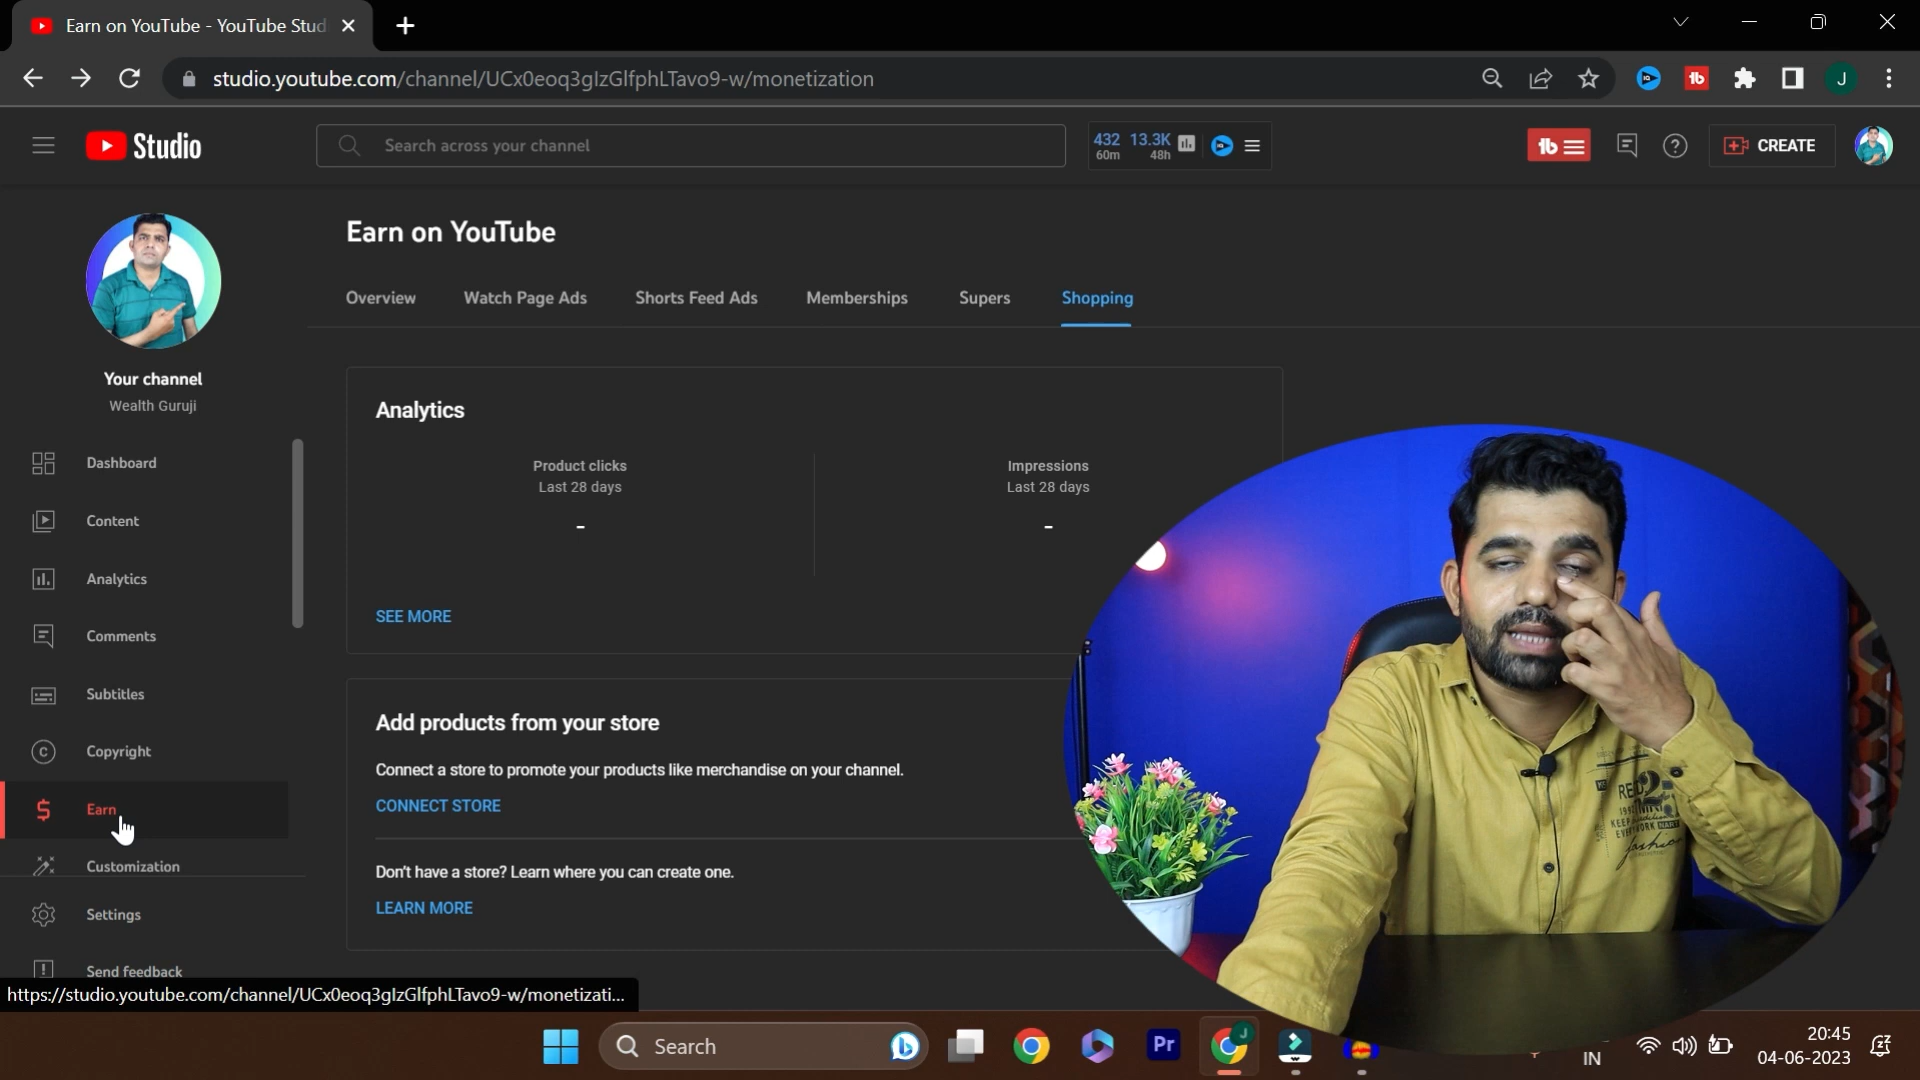 Earn on YouTube - YouTube Stud
studio.youtube.com/channel/UCx0eoq3gIzGlfphLTavo9-w/monetization
J
Studio
Search across your channel
432 13.3K
60m 48h
CREATE
Earn on YouTube
Overview Watch Page Ads Shorts Feed Ads Memberships Supers Shopping
Your channel
Wealth Guruji
Dashboard
Content
Analytics
Comments
Subtitles
Copyright
Earn
Customization
Settings
Send feedback
Analytics
Product clicks
Last 28 days
-
Impressions
Last 28 days
-
SEE MORE
Add products from your store
Connect a store to promote your products like merchandise on your channel.
CONNECT STORE
Don't have a store? Learn where you can create one.
LEARN MORE
https://studio.youtube.com/channel/UCx0eoq3gIzGlfphLTavo9-w/monetizati...
Search
Pr
J
IN
20:45
04-06-2023